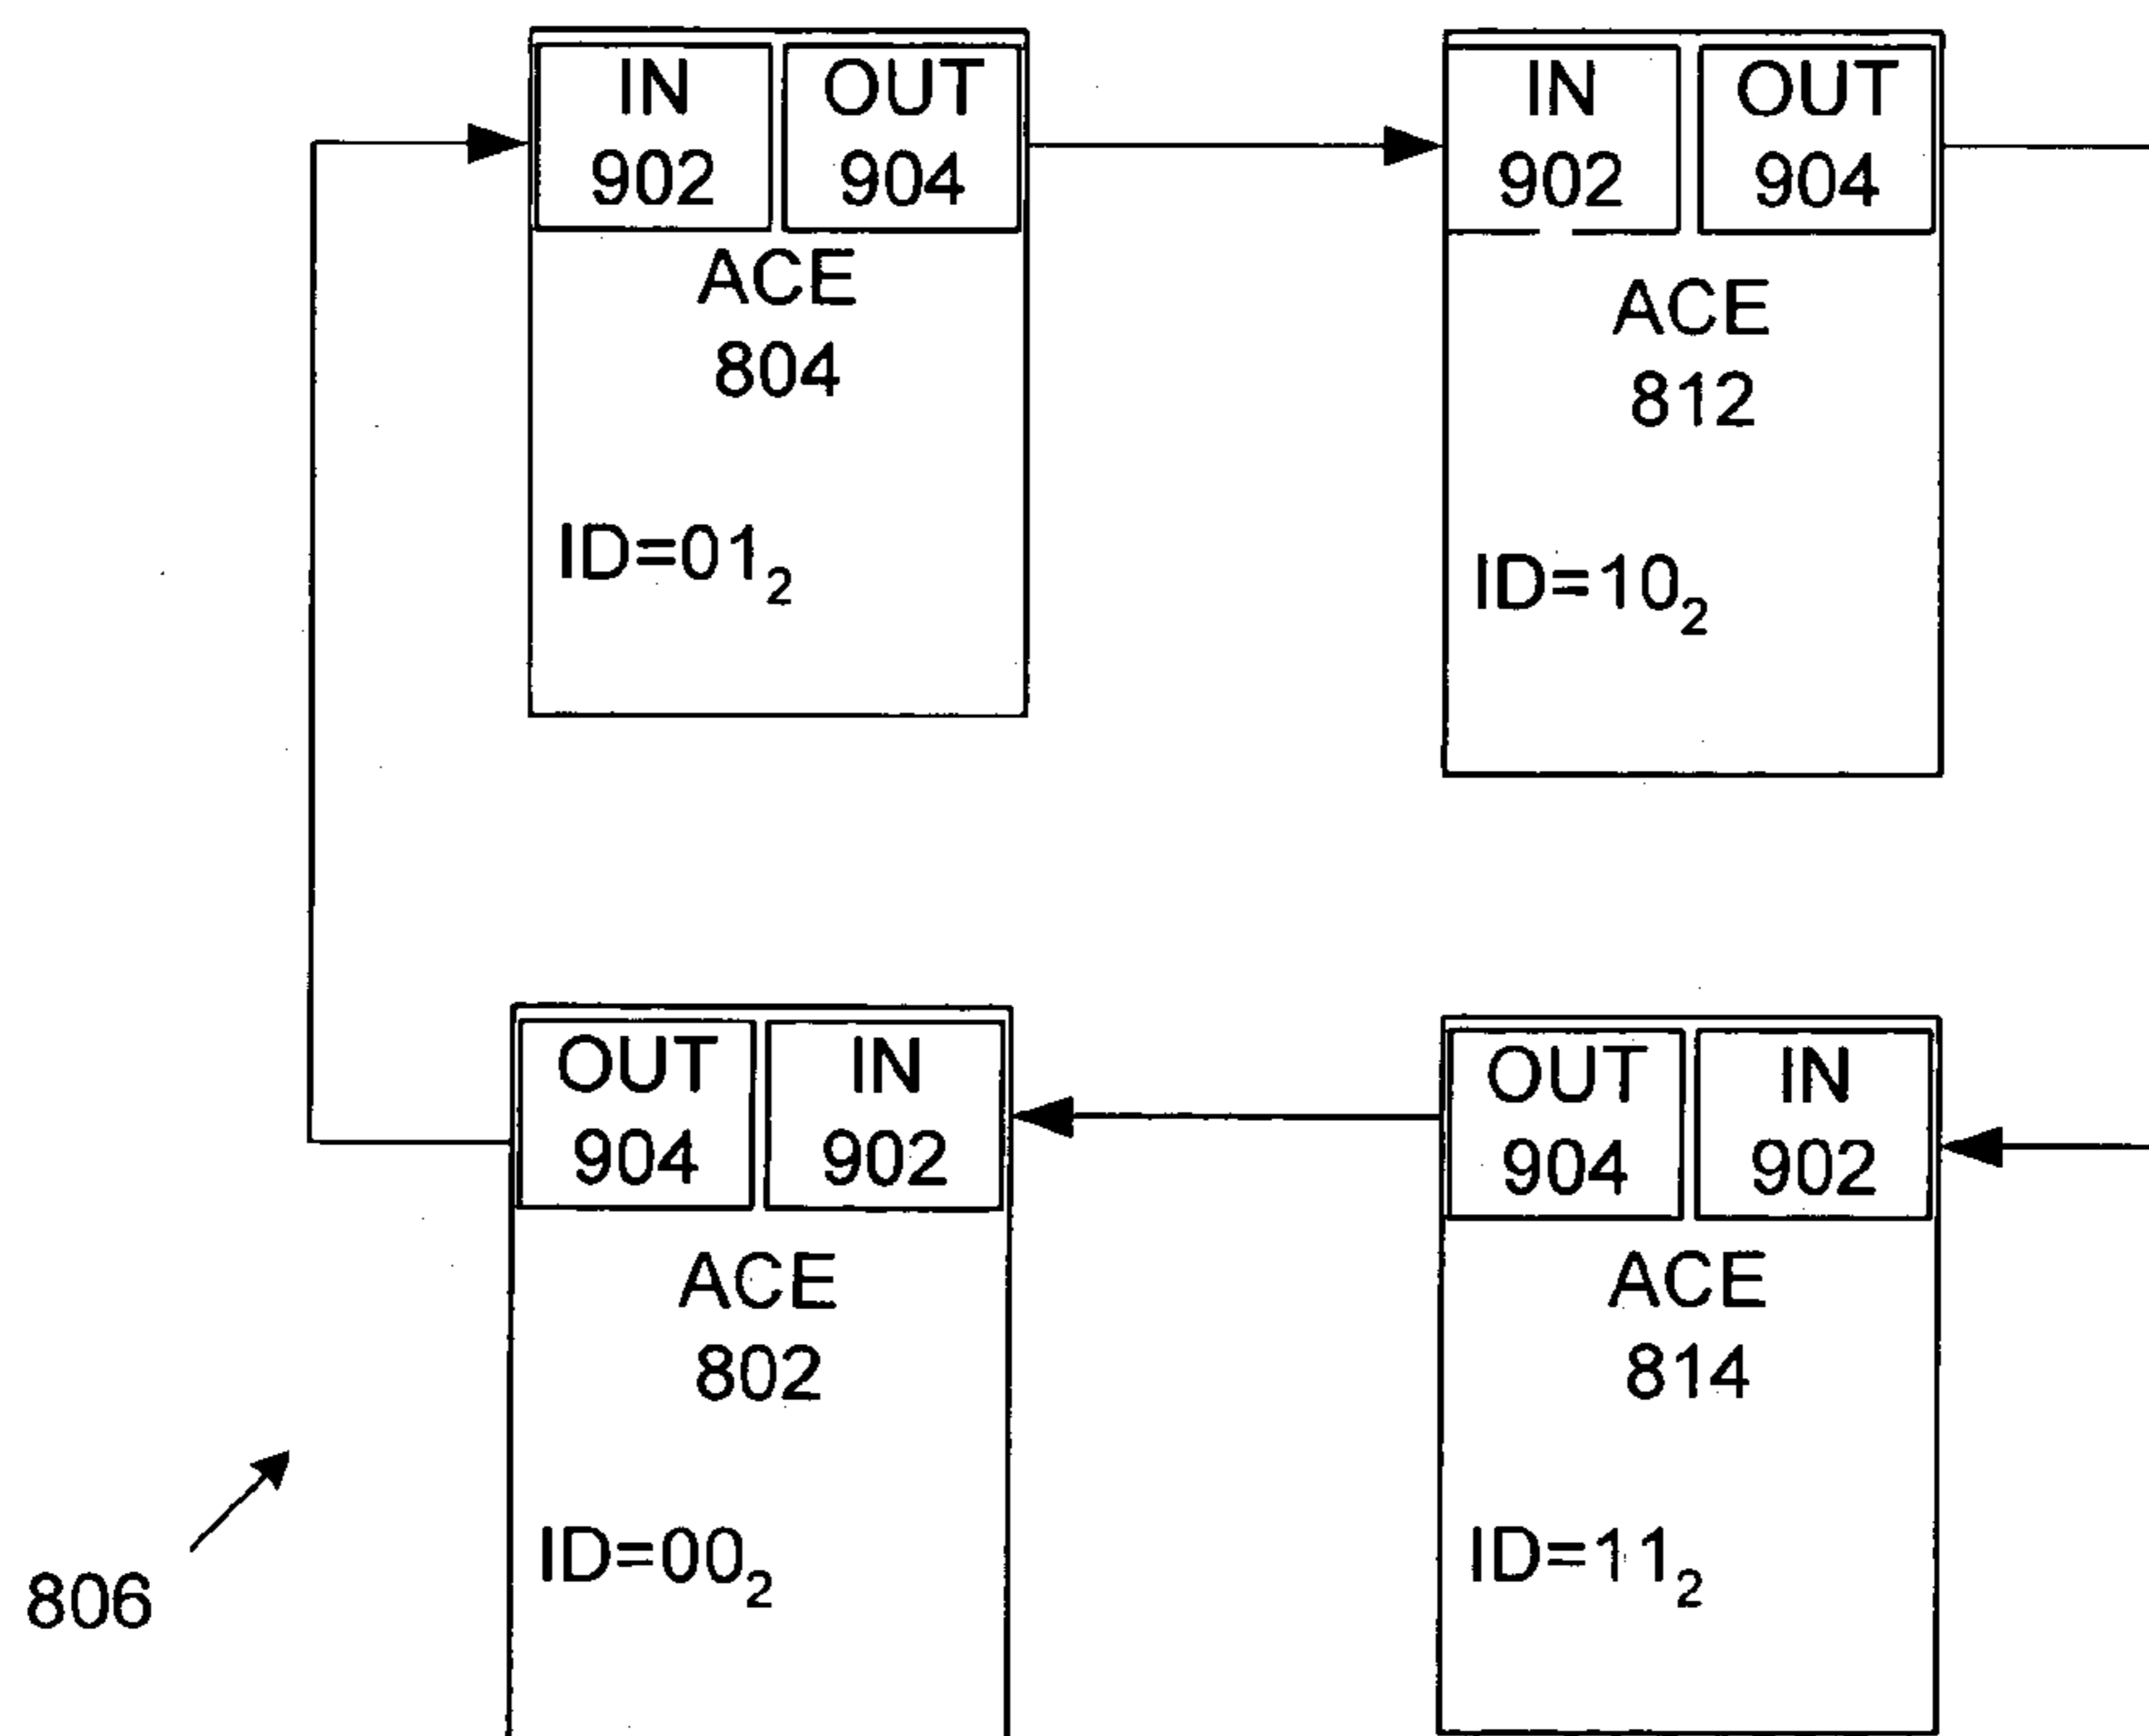 IN
902
OUT
904
ACE
804
ID=01₂
IN
902
OUT
904
ACE
812
ID=10₂
OUT
904
IN
902
ACE
802
ID=00₂
OUT
904
IN
902
ACE
814
ID=11₂
806